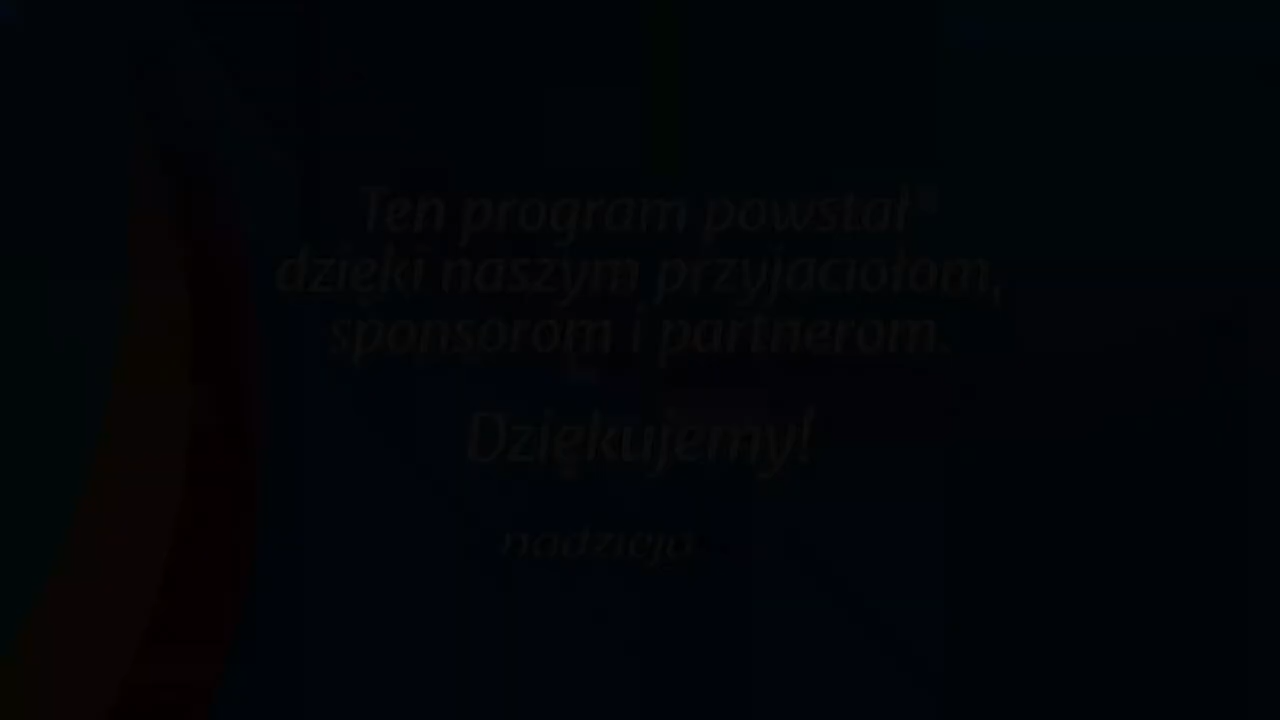 Ten program powstał
dzięki naszym przyjaciołom,
sponsorom i partnerom.
Dziękujemy!
nadzieja